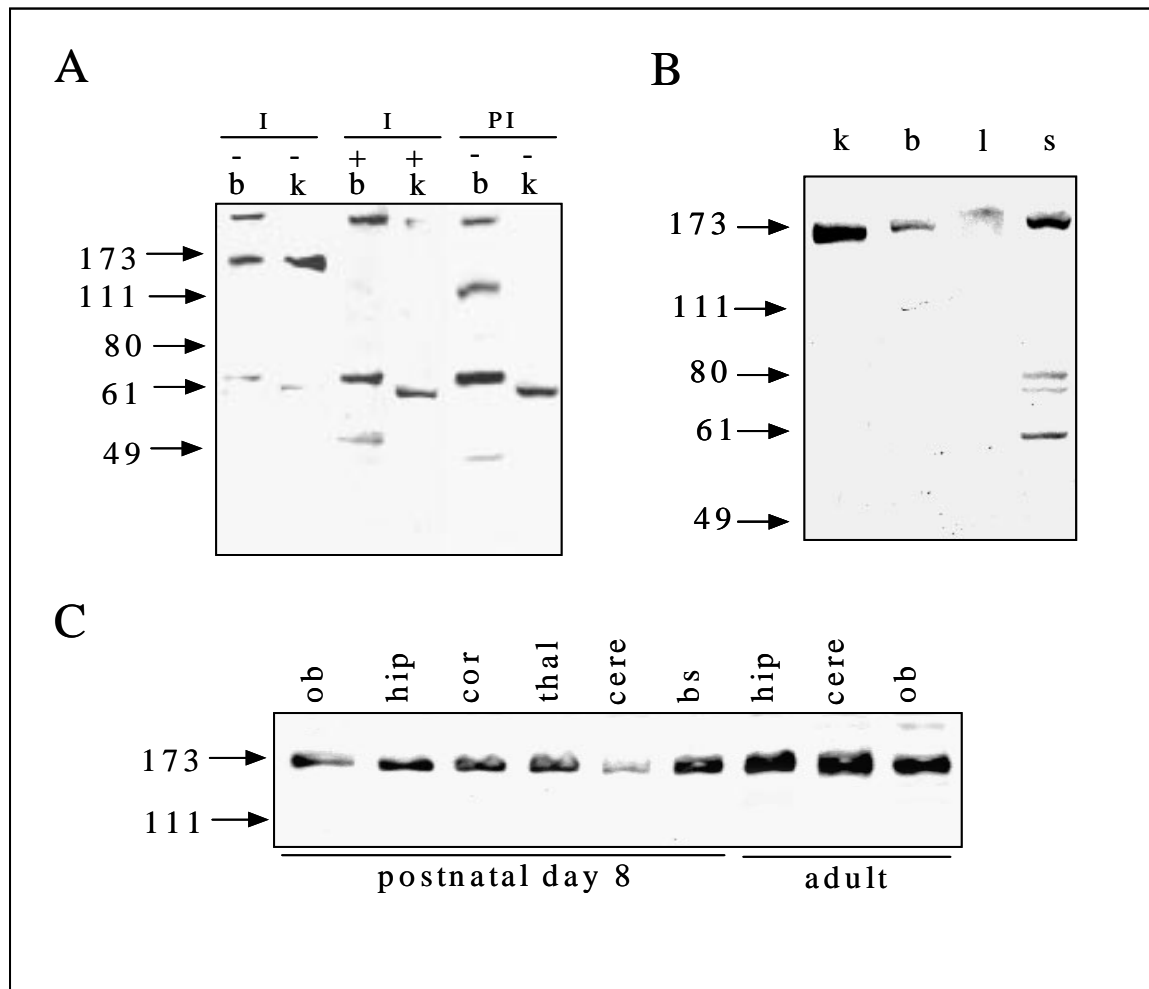 A
I I PI
- - + + - -
b k b k b k
173
111
80
61
49
B
k b l s
173
111
80
61
49
C
ob hip cor thal cere bs hip cere ob
173
111
postnatal day 8 adult